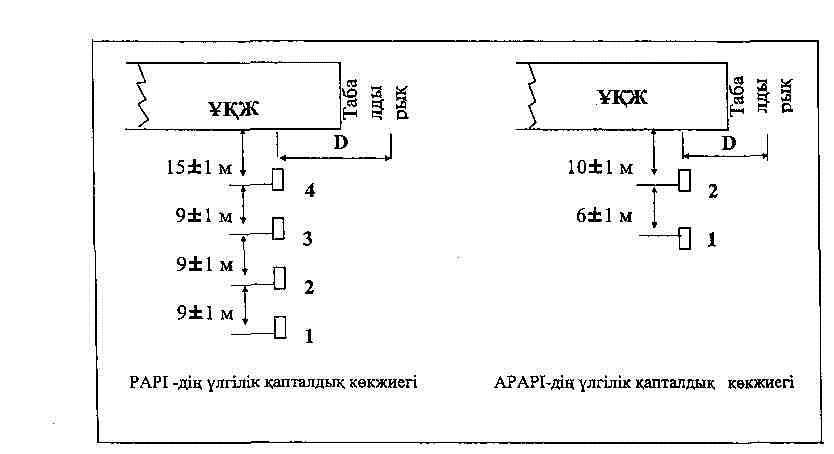 ҰҚЖ
Таба
лды
рық
D
15±1 м
4
9±1 м
3
9±1 м
2
9±1 м
1
PAPI -дің үлгілік қапталдық көкжиегі
ҰҚЖ
Таба
лды
рық
D
10±1 м
2
6±1 м
1
APAPI-дің үлгілік қапталдық көкжиегі